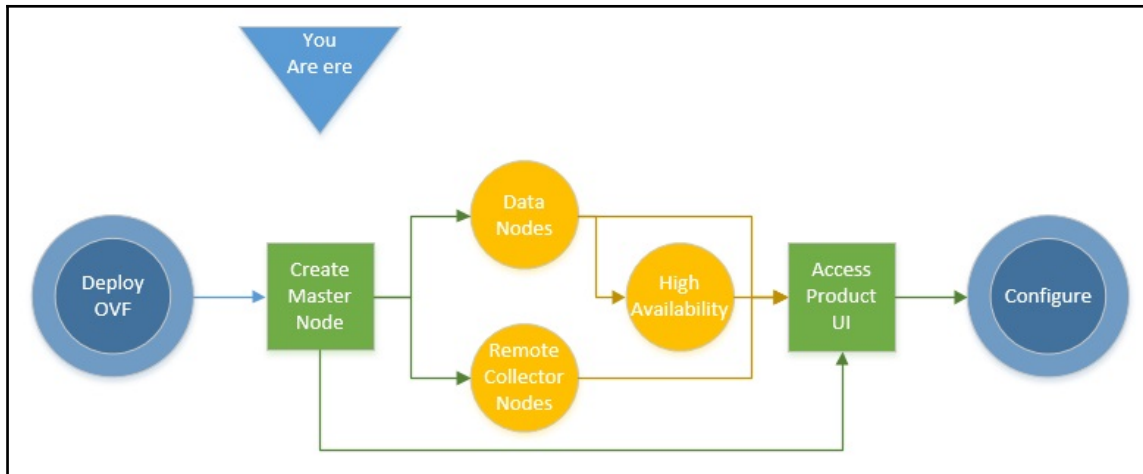 You
Are ere
Data
Nodes
Deploy
OVF
Create
Master
Node
High
Availability
Access
Product
UI
Configure
Remote
Collector
Nodes